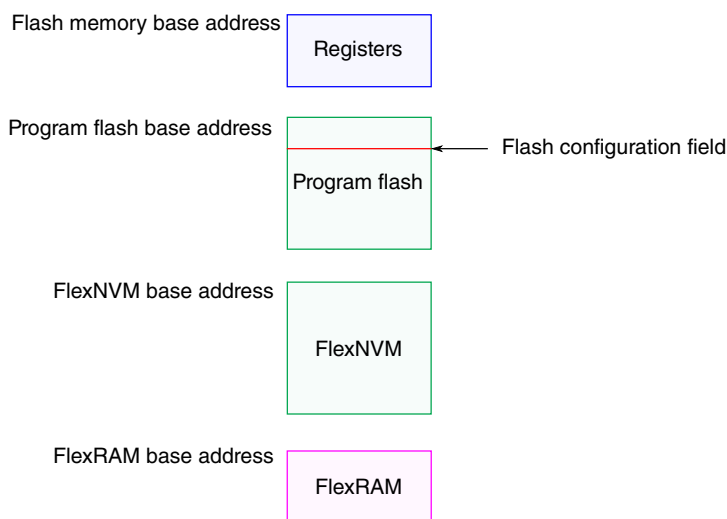 Flash memory base address
Registers
Program flash base address
Flash configuration field
Program flash
FlexNVM base address
FlexNVM
FlexRAM base address
FlexRAM